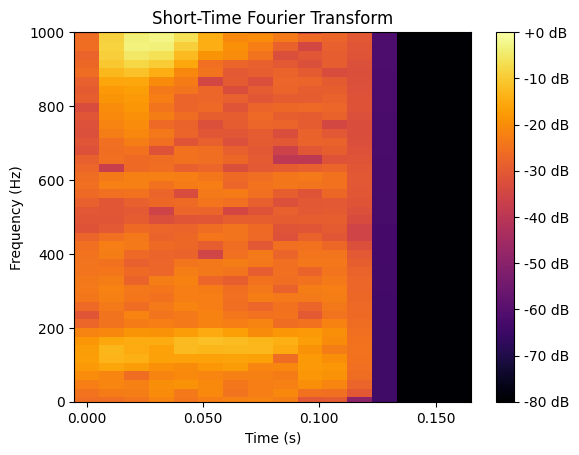 Short-Time Fourier Transform
1000
800
600
400
200
0
Frequency (Hz)
0.000
0.050
0.100
0.150
Time (s)
+0 dB
-10 dB
-20 dB
-30 dB
-40 dB
-50 dB
-60 dB
-70 dB
-80 dB